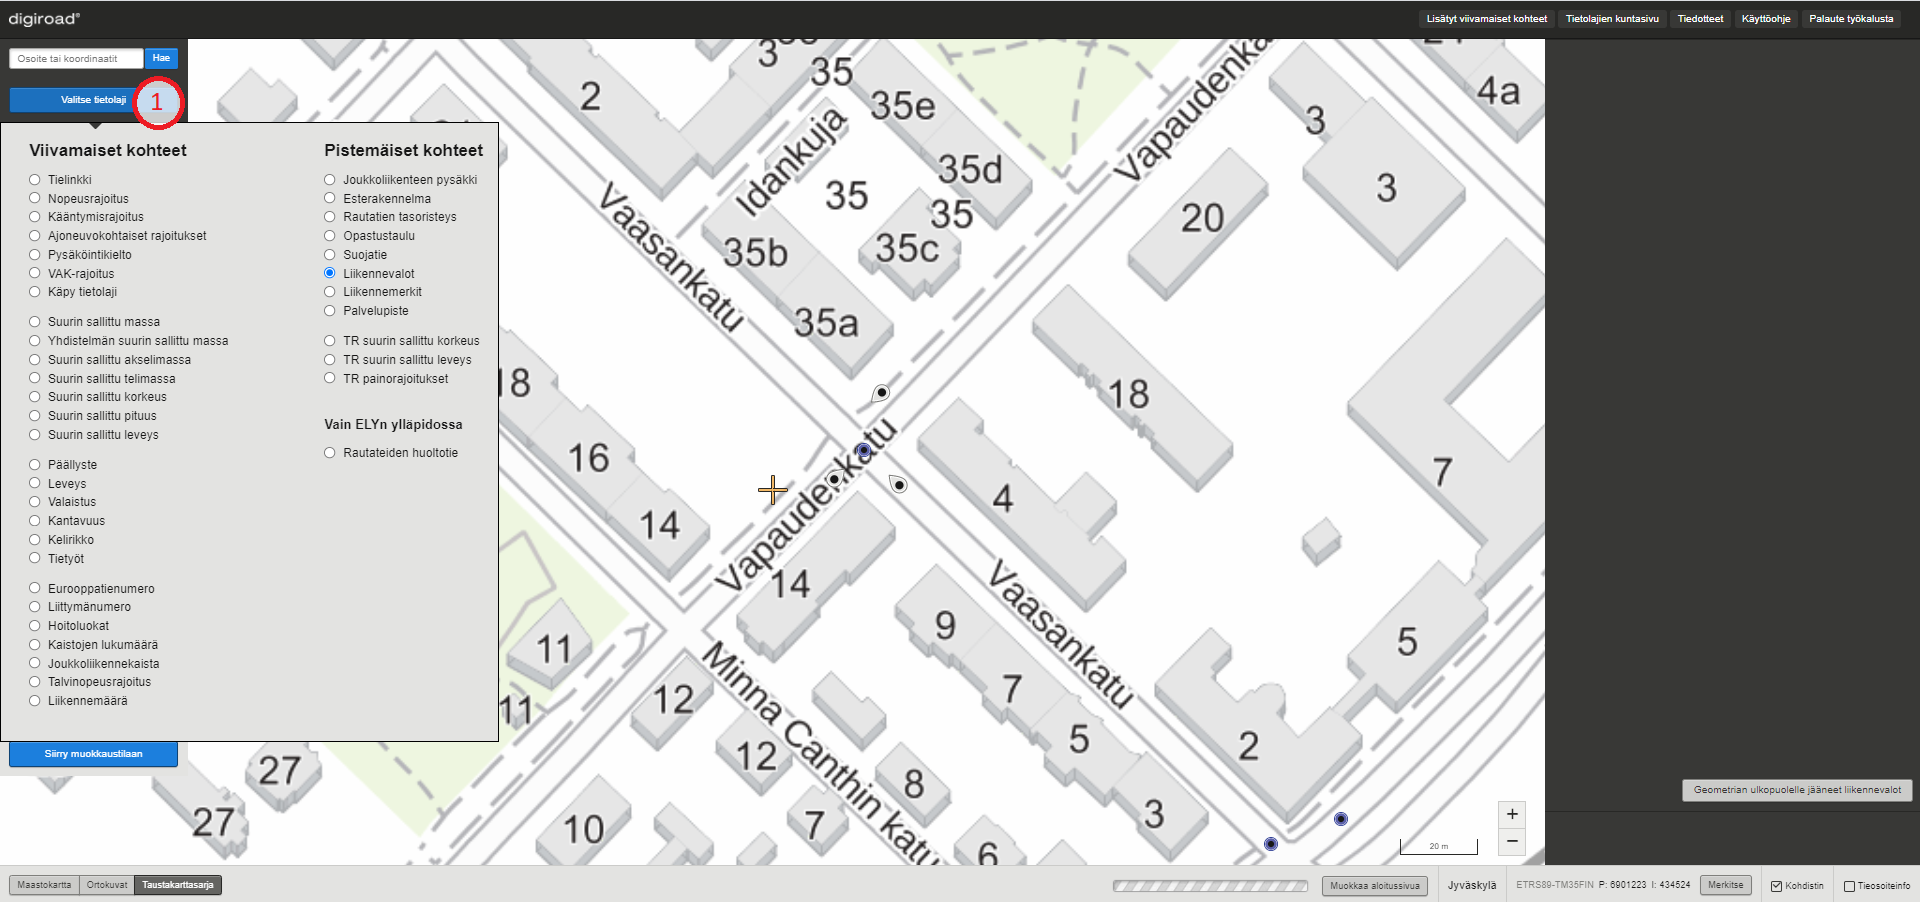 digiroad®
Lisätyt viivamaiset kohteet
Tietolajien kuntasivu
Tiedotteet
Käyttöohje
Palaute työkalusta
Osoite tai koordinaatit
Hae
Valitse tietolaji
1
Viivamaiset kohteet
Tielinkki
Nopeusrajoitus
Kääntymisrajoitus
Ajoneuvokohtaiset rajoitukset
Pysäköintikielto
VAK-rajoitus
Käpy tietolaji
Suurin sallittu massa
Yhdistelmän suurin sallittu massa
Suurin sallittu akselimassa
Suurin sallittu telimassa
Suurin sallittu korkeus
Suurin sallittu pituus
Suurin sallittu leveys
Päällyste
Leveys
Valaistus
Kantavuus
Kelirikko
Tietyöt
Eurooppatienumero
Liittymänumero
Hoitoluokat
Kaistojen lukumäärä
Joukkoliikennekaista
Talvinopeusrajoitus
Liikennemäärä
Pistemäiset kohteet
Joukkoliikenteen pysäkki
Esterakennelma
Rautatien tasoristeys
Opastustaulu
Suojatie
Liikennevalot
Liikennemerkit
Palvelupiste
TR suurin sallittu korkeus
TR suurin sallittu leveys
TR painorajoitukset
Vain ELYn ylläpidossa
Rautateiden huoltotie
Siirry muokkaustilaan
3
35
2
35e
Idankuja
35d
35
35
35b
35c
35a
Vaasankatu
Vapaudenka
3
4a
3
20
18
18
16
14
Vapaudenkatu
14
4
7
9
Vaasankatu
5
11
11
12
Minna Canthin katu
7
12
5
2
8
27
27
10
7
3
6
Geometrian ulkopuolelle jääneet liikennevalot
+
−
20 m
Maastokartta
Ortokuvat
Taustakarttasarja
Muokkaa aloitussivua
Jyväskylä
ETRS89-TM35FIN P: 6901223 I: 434524
Merkitse
Kohdistin
Tieosoiteinfo